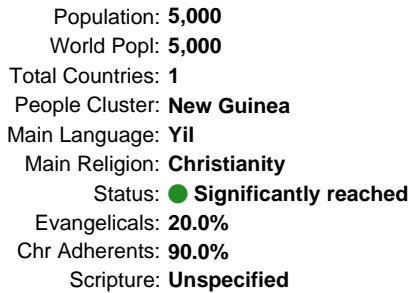 Population: 5,000
World Popl: 5,000
Total Countries: 1
People Cluster: New Guinea
Main Language: Yil
Main Religion: Christianity
Status: Significantly reached
Evangelicals: 20.0%
Chr Adherents: 90.0%
Scripture: Unspecified